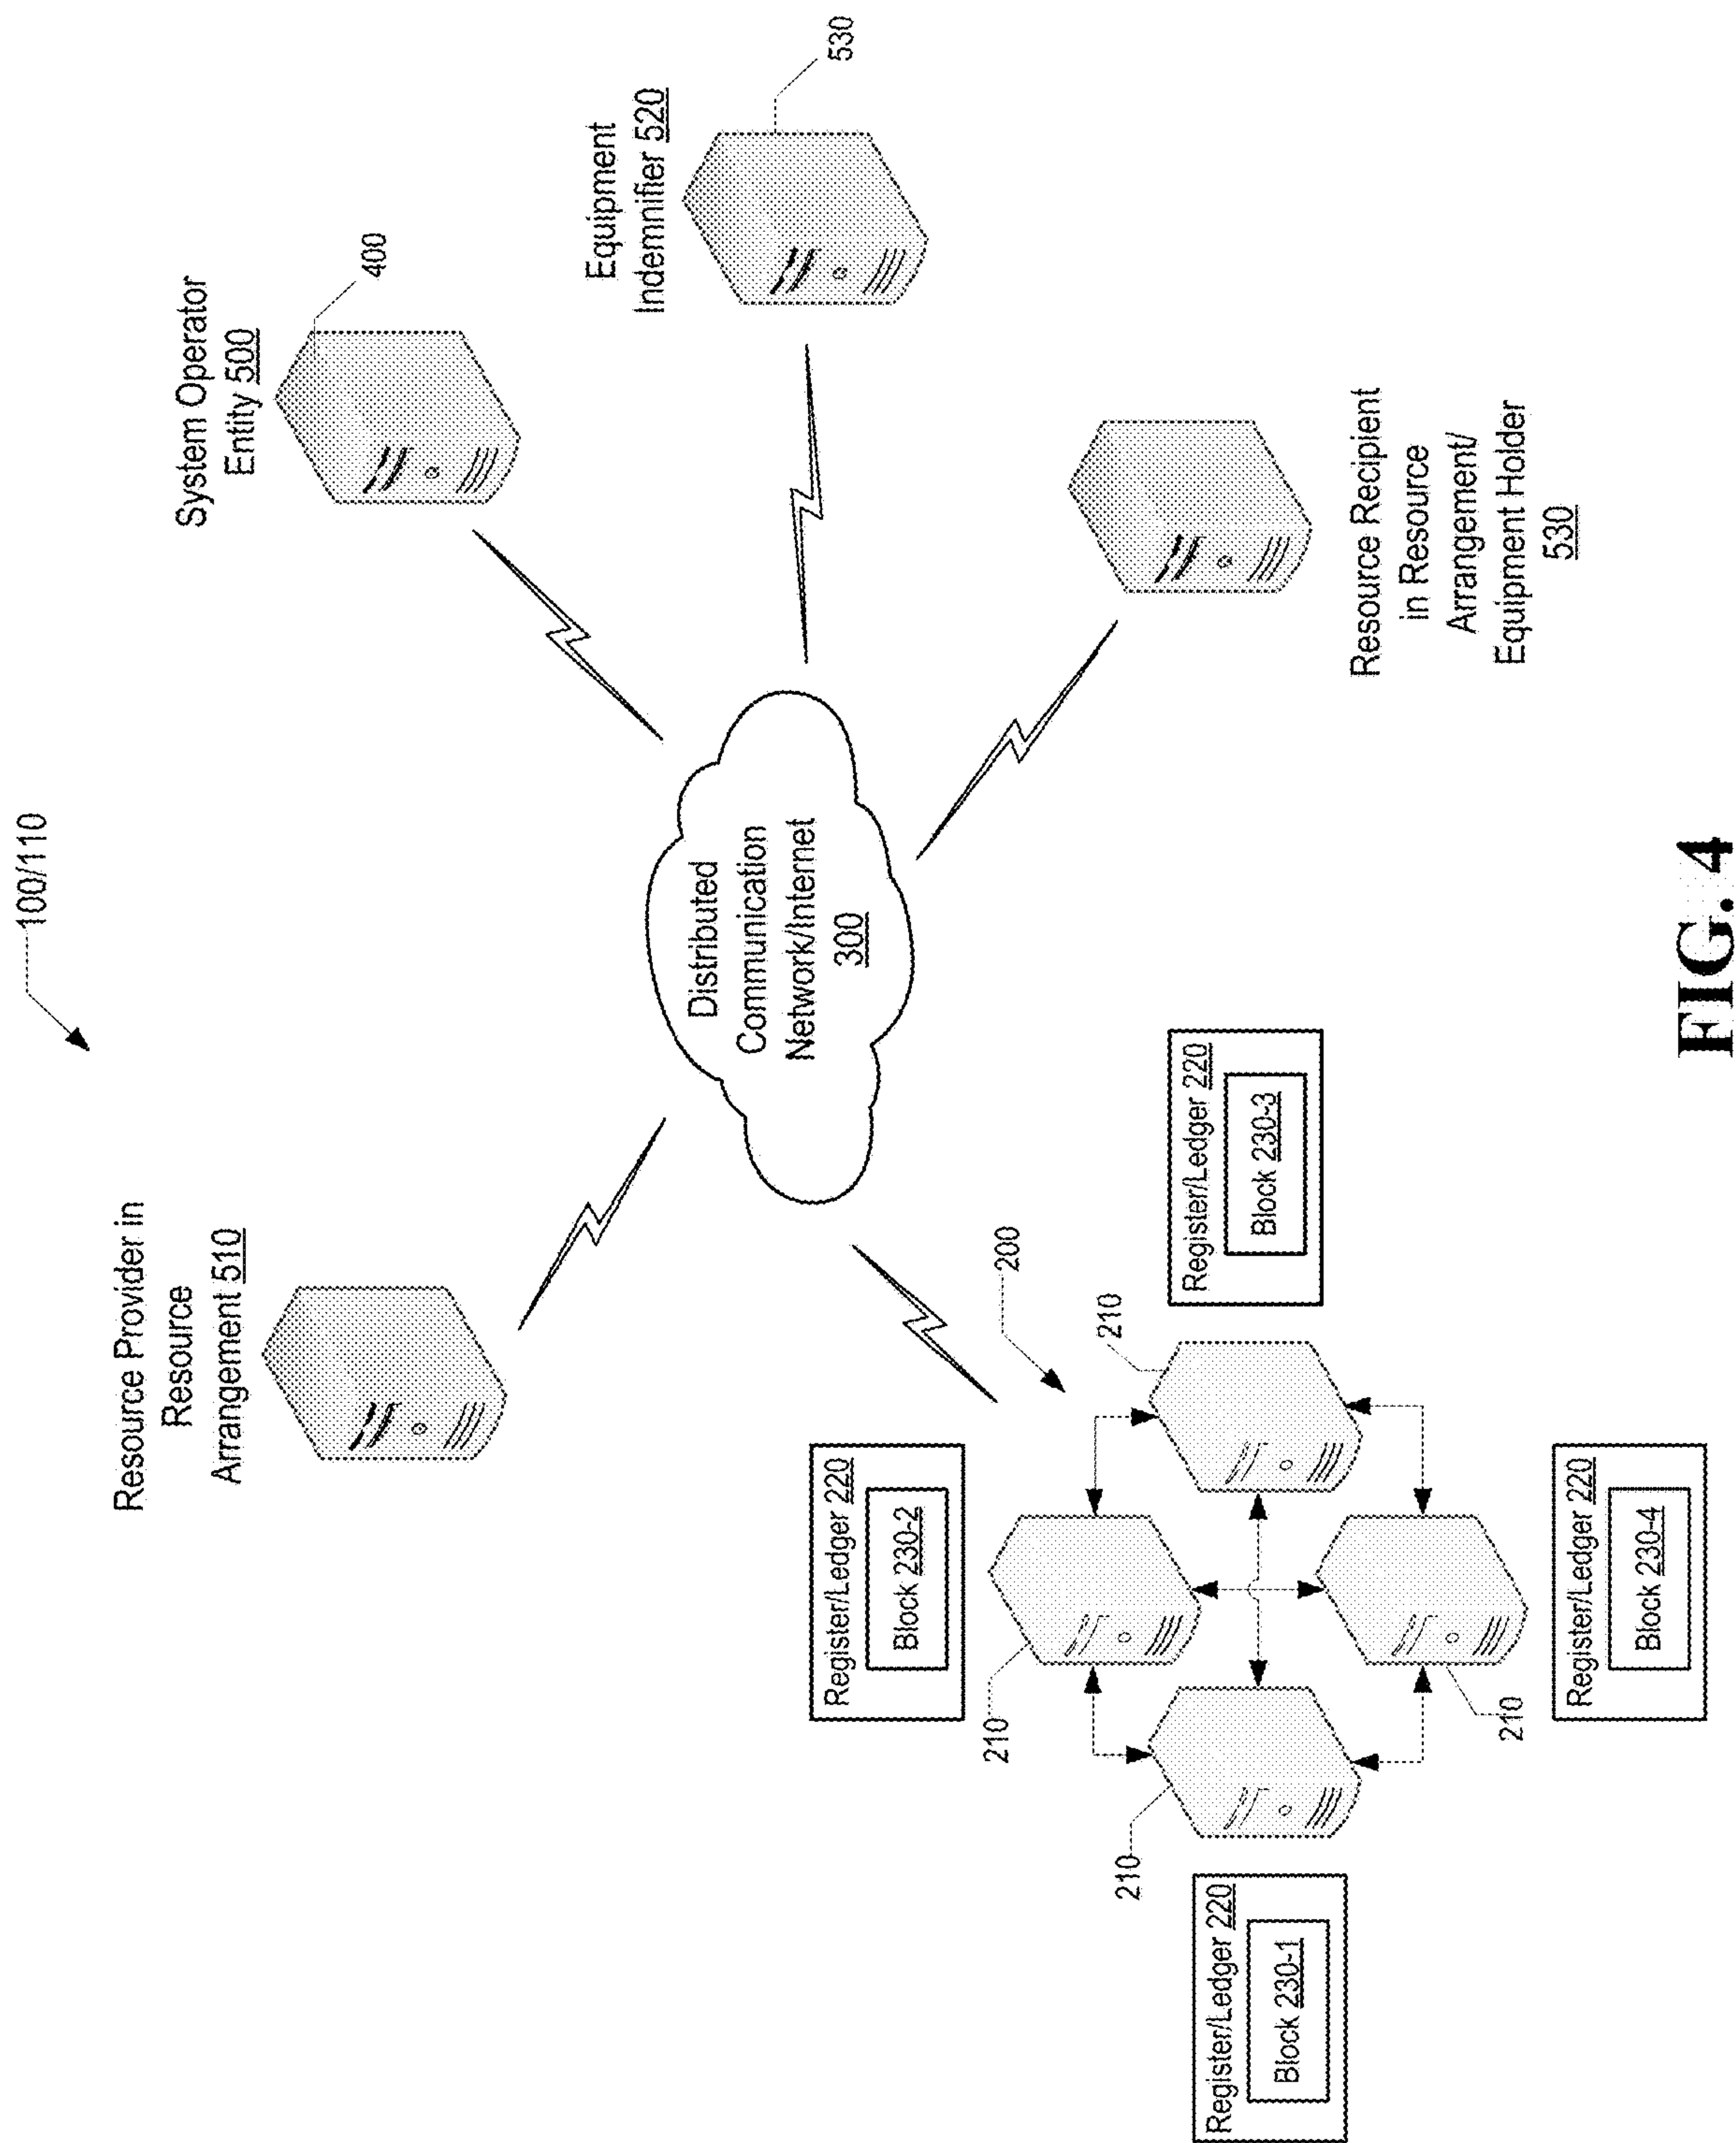 100/110
Resource Provider in
Resource
Arrangement 510
System Operator
Entity 500
400
Equipment
Indemnifier 520
530
Distributed
Communication
Network/Internet
300
Resource Recipient
in Resource
Arrangement/
Equipment Holder
530
200
Register/Ledger 220
Block 230-1
210
Register/Ledger 220
Block 230-2
210
Register/Ledger 220
Block 230-3
210
Register/Ledger 220
Block 230-4
210
FIG. 4